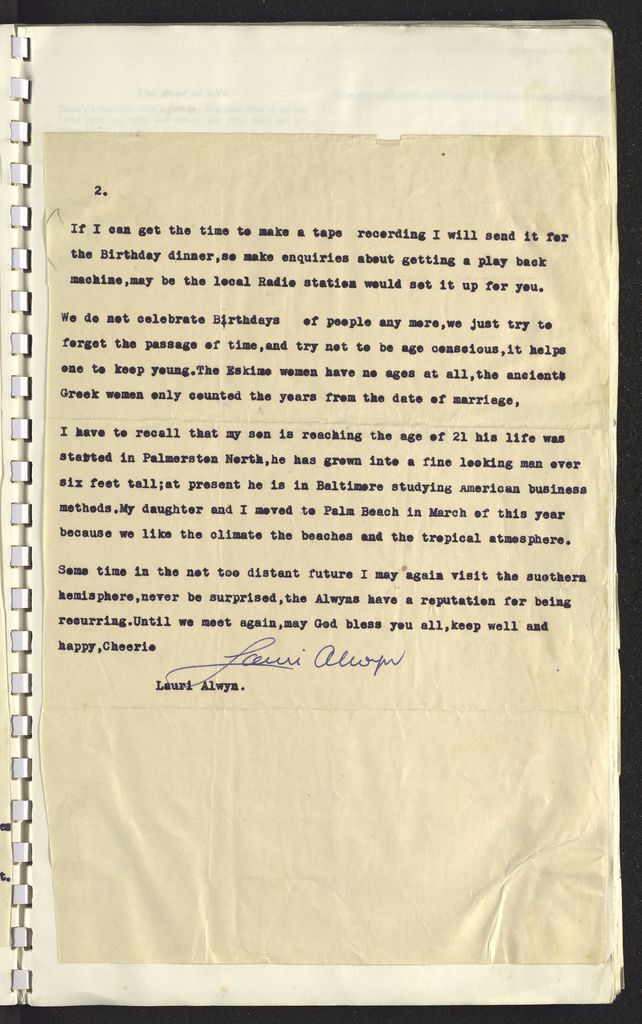 The Road of Life.
2.
If I can get the time to make a tape recording I will send it for
the Birthday dinner,so make enquiries about getting a play back
machine,may be the local Radio station would set it up for you.
We do not celebrate Birthdays of people any more,we just try to
forget the passage of time,and try not to be age conscious,it helps
one to keep young.The Eskimo women have no ages at all,the ancient
Greek women only counted the years from the date of marriage,
I have to recall that my son is reaching the age of 21 his life was
started in Palmerston North,he has grown into a fine looking man over
six feet tall;at present he is in Baltimore studying American business
methods.My daughter and I moved to Palm Beach in March of this year
because we like the climate the beaches and the tropical atmosphere.
Some time in the not too distant future I may again visit the suothern
hemisphere,never be surprised,the Alwyns have a reputation for being
recurring.Until we meet again,may God bless you all,keep well and
happy,Cheerio
Lauri Alwyn
Lauri Alwyn.
es
t.